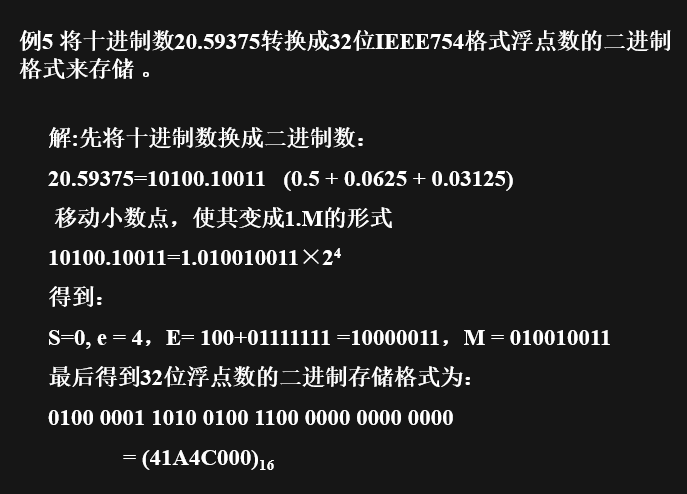 例5 将十进制数20.59375转换成32位IEEE754格式浮点数的二进制
格式来存储 。
解:先将十进制数换成二进制数：
20.59375=10100.10011 (0.5 + 0.0625 + 0.03125)
移动小数点，使其变成1.M的形式
10100.10011=1.010010011×2⁴
得到：
S=0, e = 4，E= 100+01111111 =10000011，M = 010010011
最后得到32位浮点数的二进制存储格式为：
0100 0001 1010 0100 1100 0000 0000 0000
= (41A4C000)₁₆